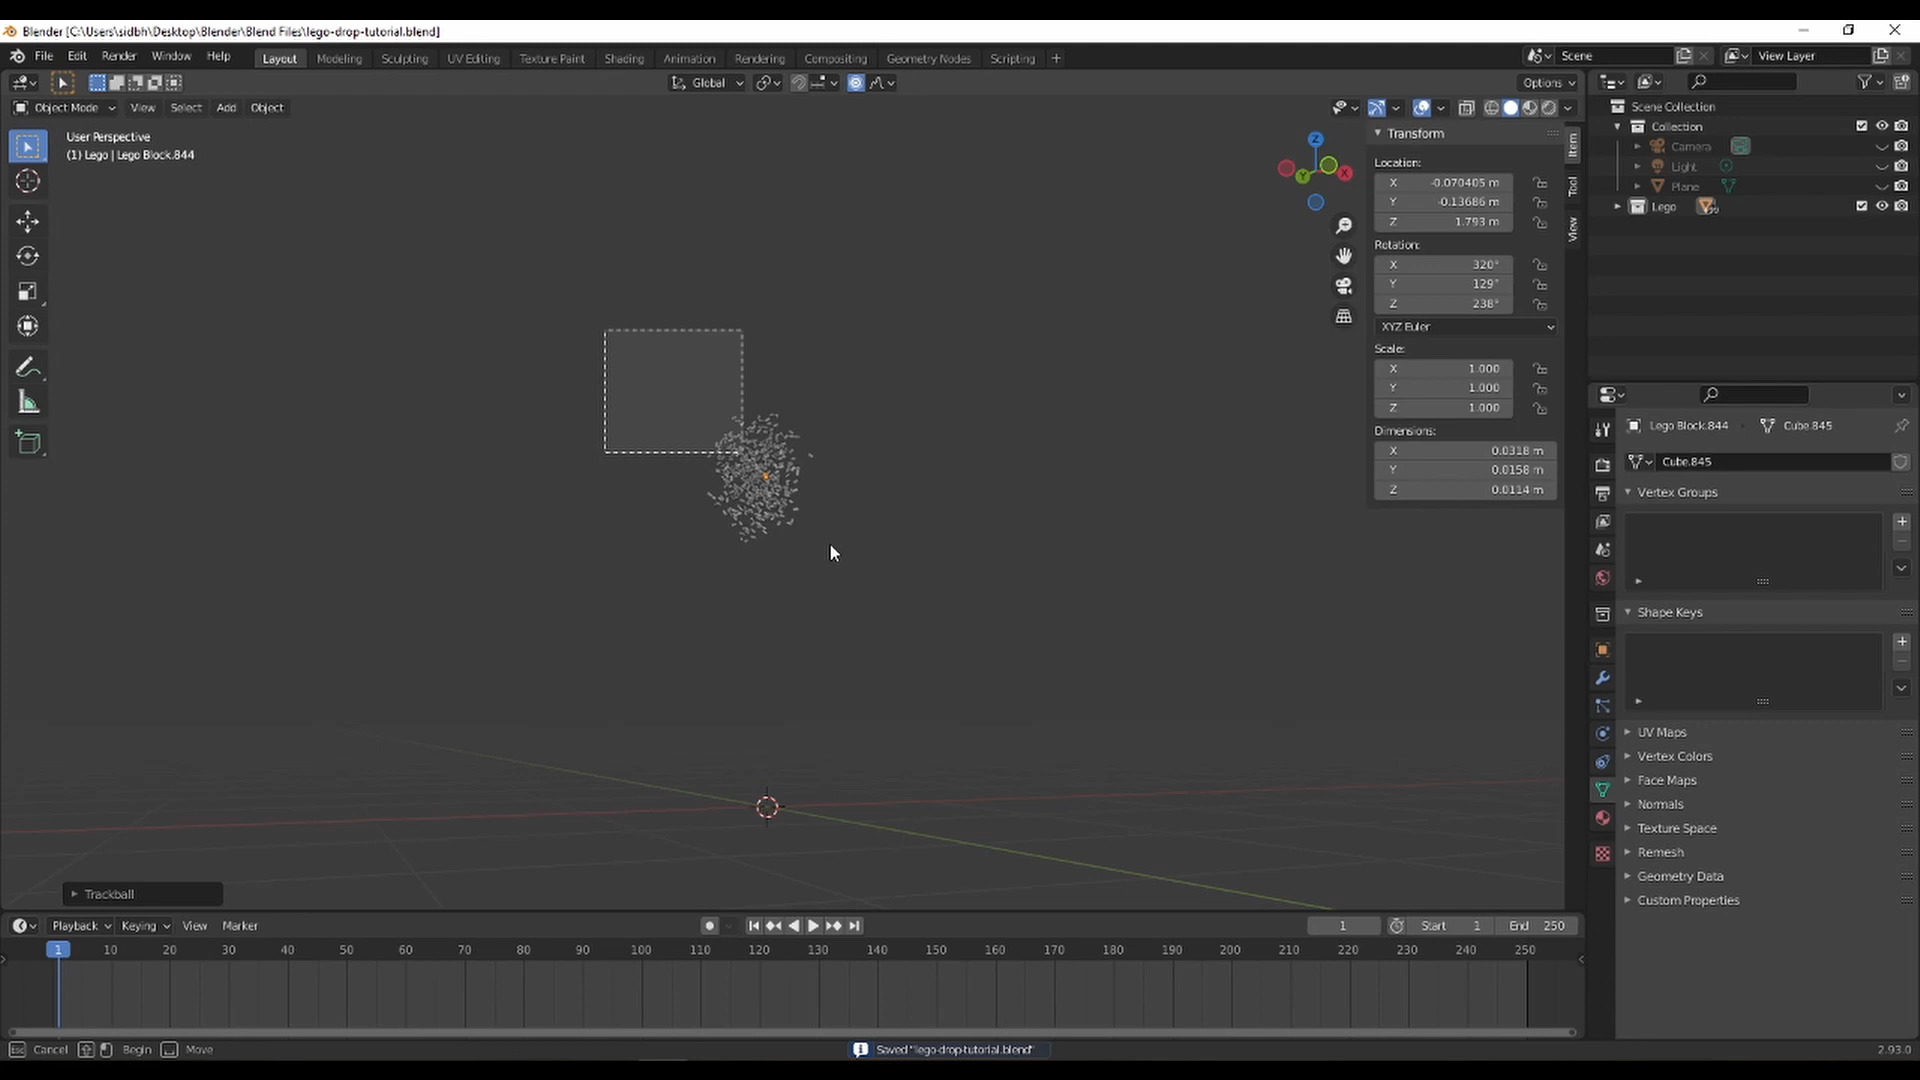 Blender [C:\Users\sidbh\Desktop\Blender\Blend Files\lego-drop-tutorial.blend]
File Edit Render Window Help Layout Modeling Sculpting UV Editing Texture Paint Shading Animation Rendering Compositing Geometry Nodes Scripting + Scene View Layer
Global Options
Object Mode View Select Add Object
User Perspective
(1) Lego | Lego Block.844
Z
X
Y
Transform
Location:
X -0.070405 m
Y -0.13686 m
Z 1.793 m
Rotation:
X 320°
Y 129°
Z 238°
XYZ Euler
Scale:
X 1.000
Y 1.000
Z 1.000
Dimensions:
X 0.0318 m
Y 0.0158 m
Z 0.0114 m
Item
Tool
View
Scene Collection
Collection
Camera
Light
Plane
Lego
Lego Block.844 Cube.845
Cube.845
Vertex Groups
Shape Keys
UV Maps
Vertex Colors
Face Maps
Normals
Texture Space
Remesh
Geometry Data
Custom Properties
Trackball
Playback Keying View Marker 1 Start 1 End 250
1 10 20 30 40 50 60 70 80 90 100 110 120 130 140 150 160 170 180 190 200 210 220 230 240 250
Esc Cancel Begin Move Saved "lego-drop-tutorial.blend" 2.93.0